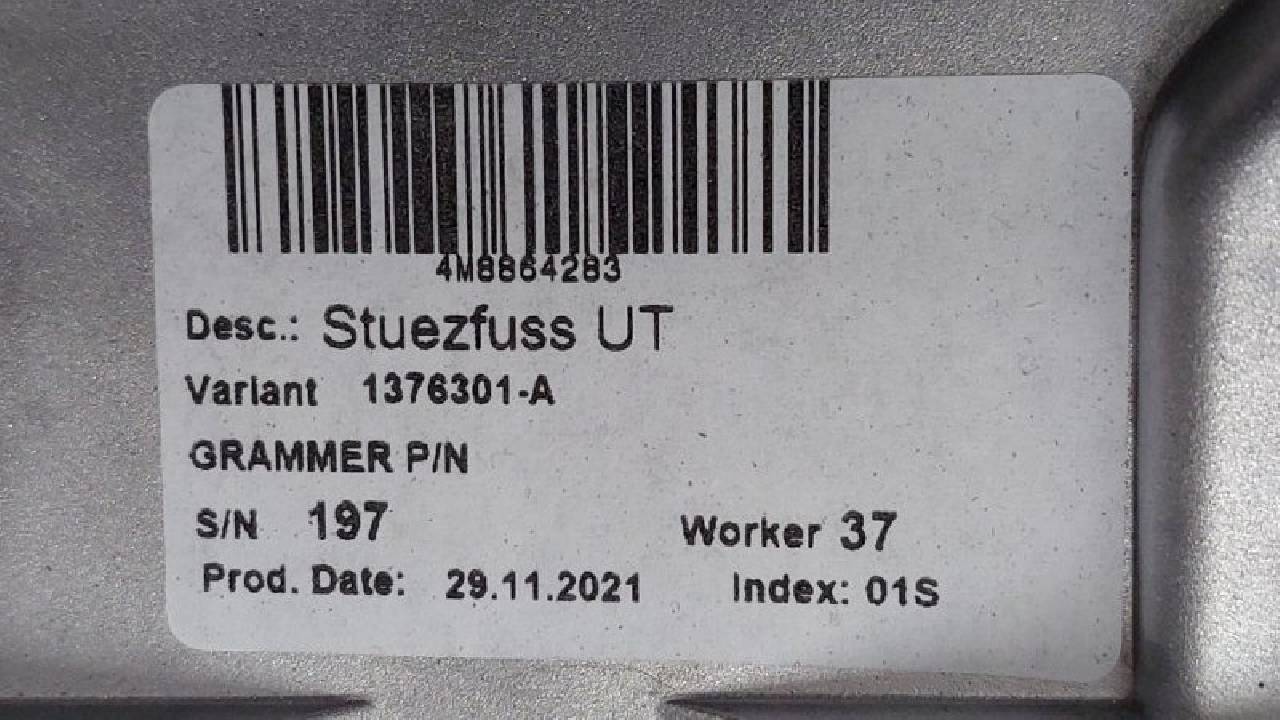 4M8864283
Desc.: Stuezfuss UT
Variant 1376301-A
GRAMMER P/N
S/N 197 Worker 37
Prod. Date: 29.11.2021 Index: 01S